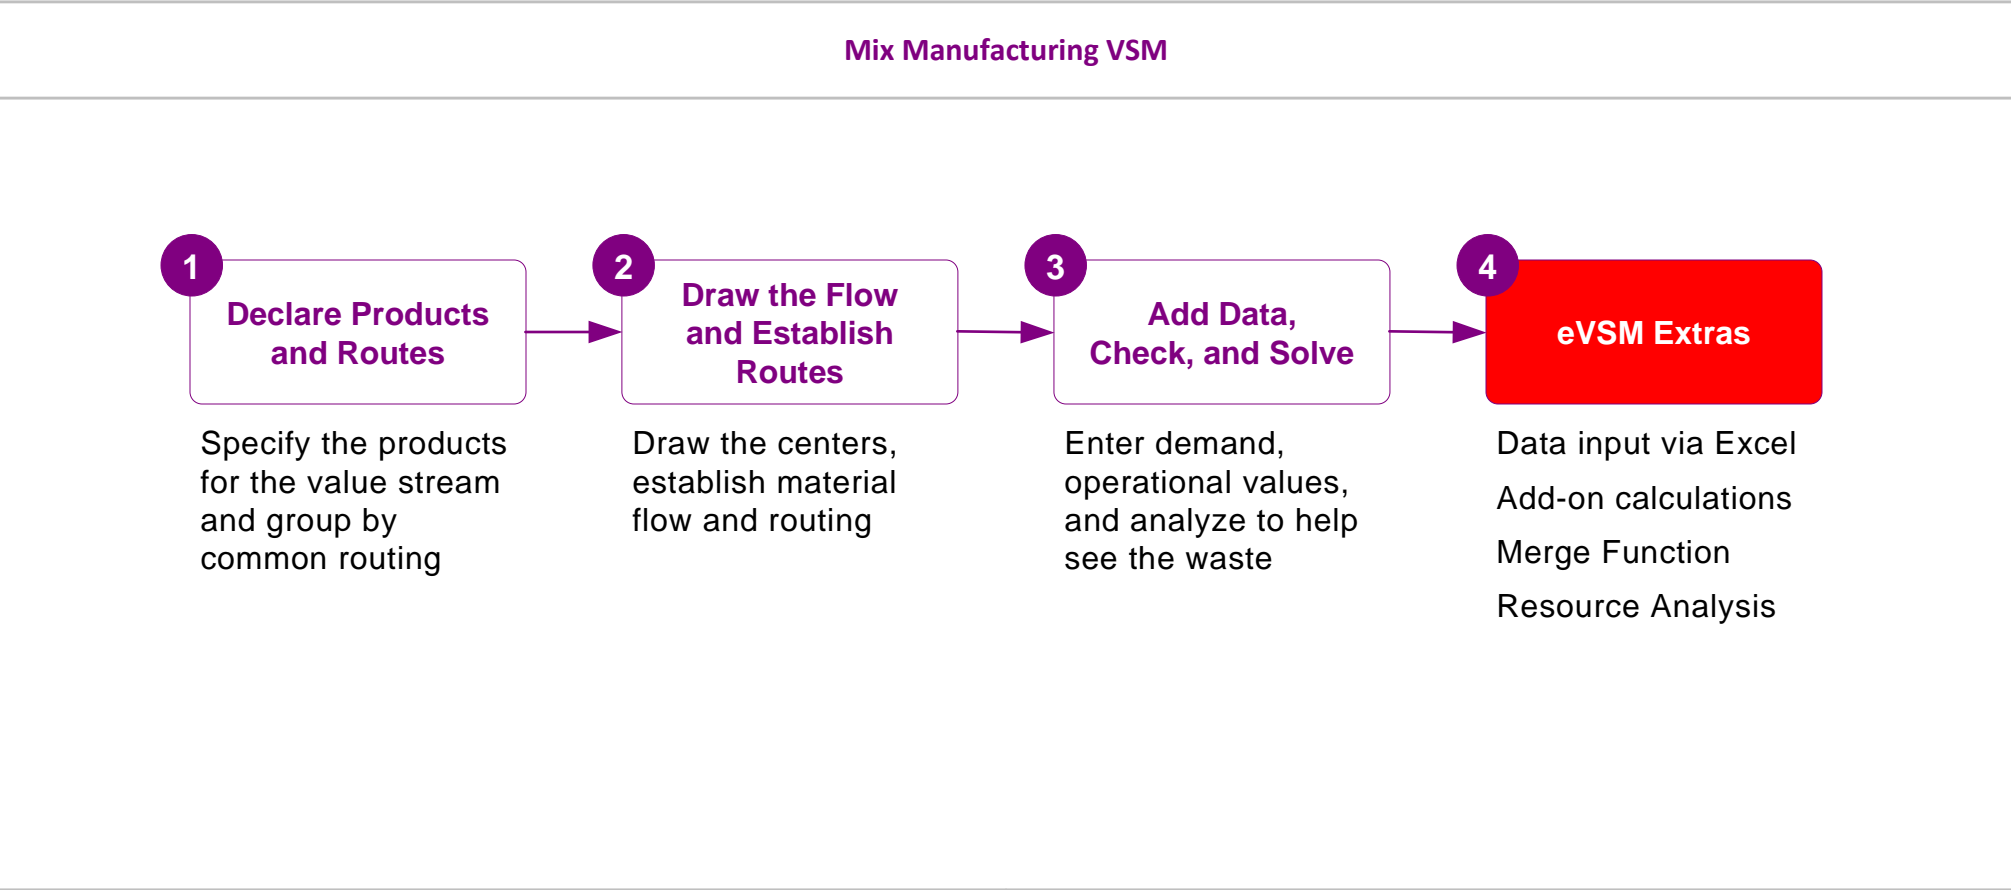 Mix Manufacturing VSM
1
Declare Products
and Routes
Specify the products
for the value stream
and group by
common routing
2
Draw the Flow
and Establish
Routes
Draw the centers,
establish material
flow and routing
3
Add Data,
Check, and Solve
Enter demand,
operational values,
and analyze to help
see the waste
4
eVSM Extras
Data input via Excel
Add-on calculations
Merge Function
Resource Analysis